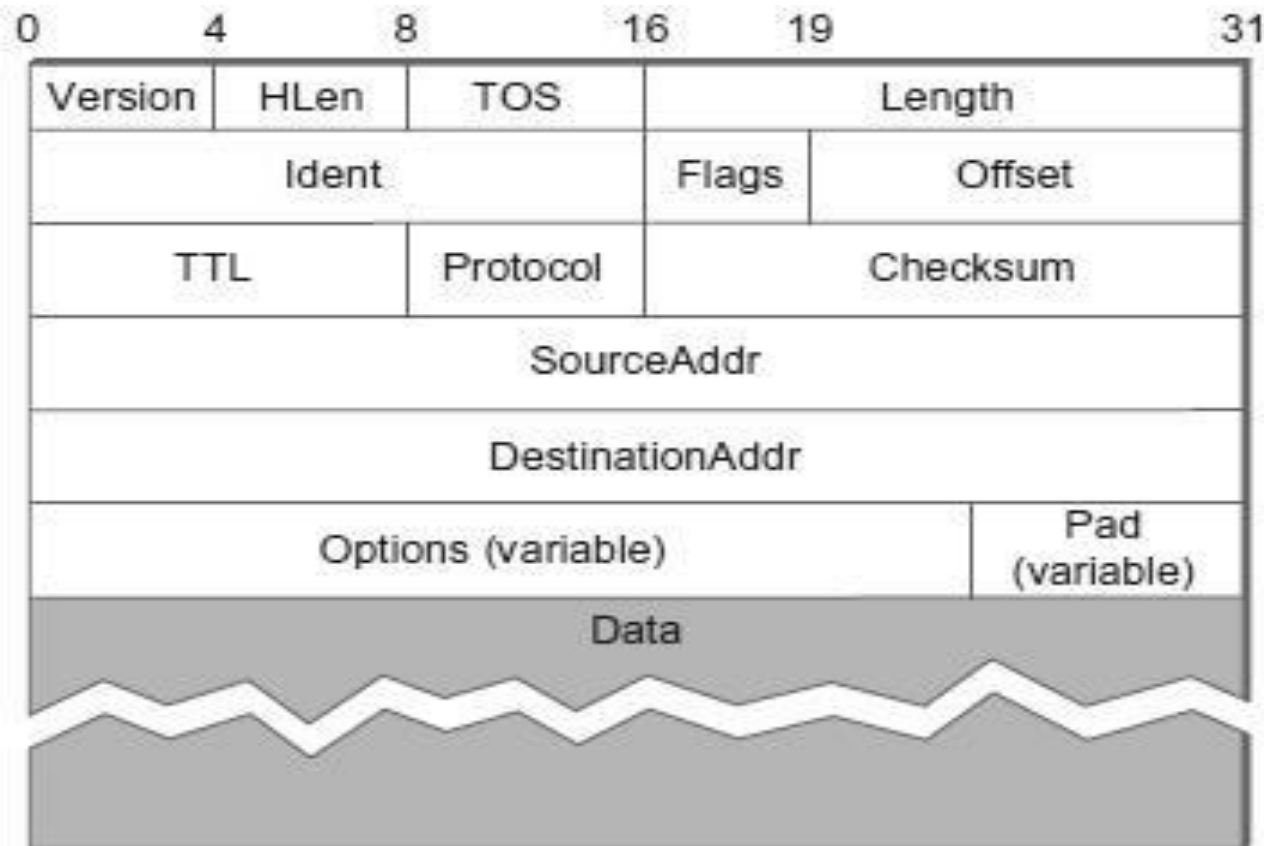 0 4 8 16 19 31
Version HLen TOS Length
Ident Flags Offset
TTL Protocol Checksum
SourceAddr
DestinationAddr
Options (variable) Pad
(variable)
Data